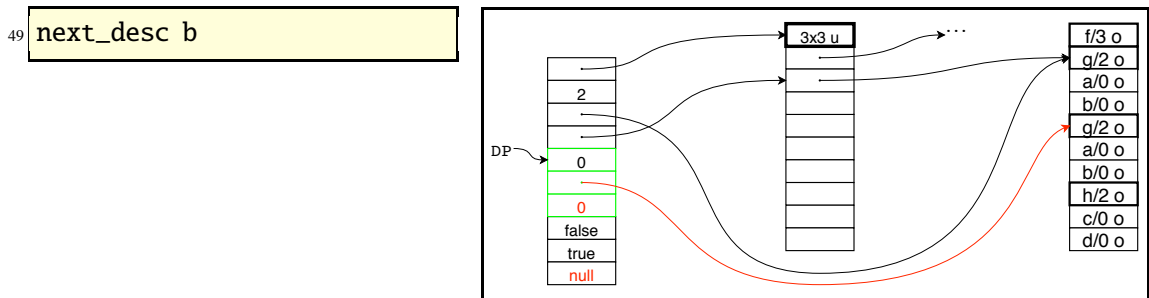 49 next_desc b
3x3 u
...
f/3 o
g/2 o
a/0 o
b/0 o
g/2 o
a/0 o
b/0 o
h/2 o
c/0 o
d/0 o
2
DP
0
0
false
true
null